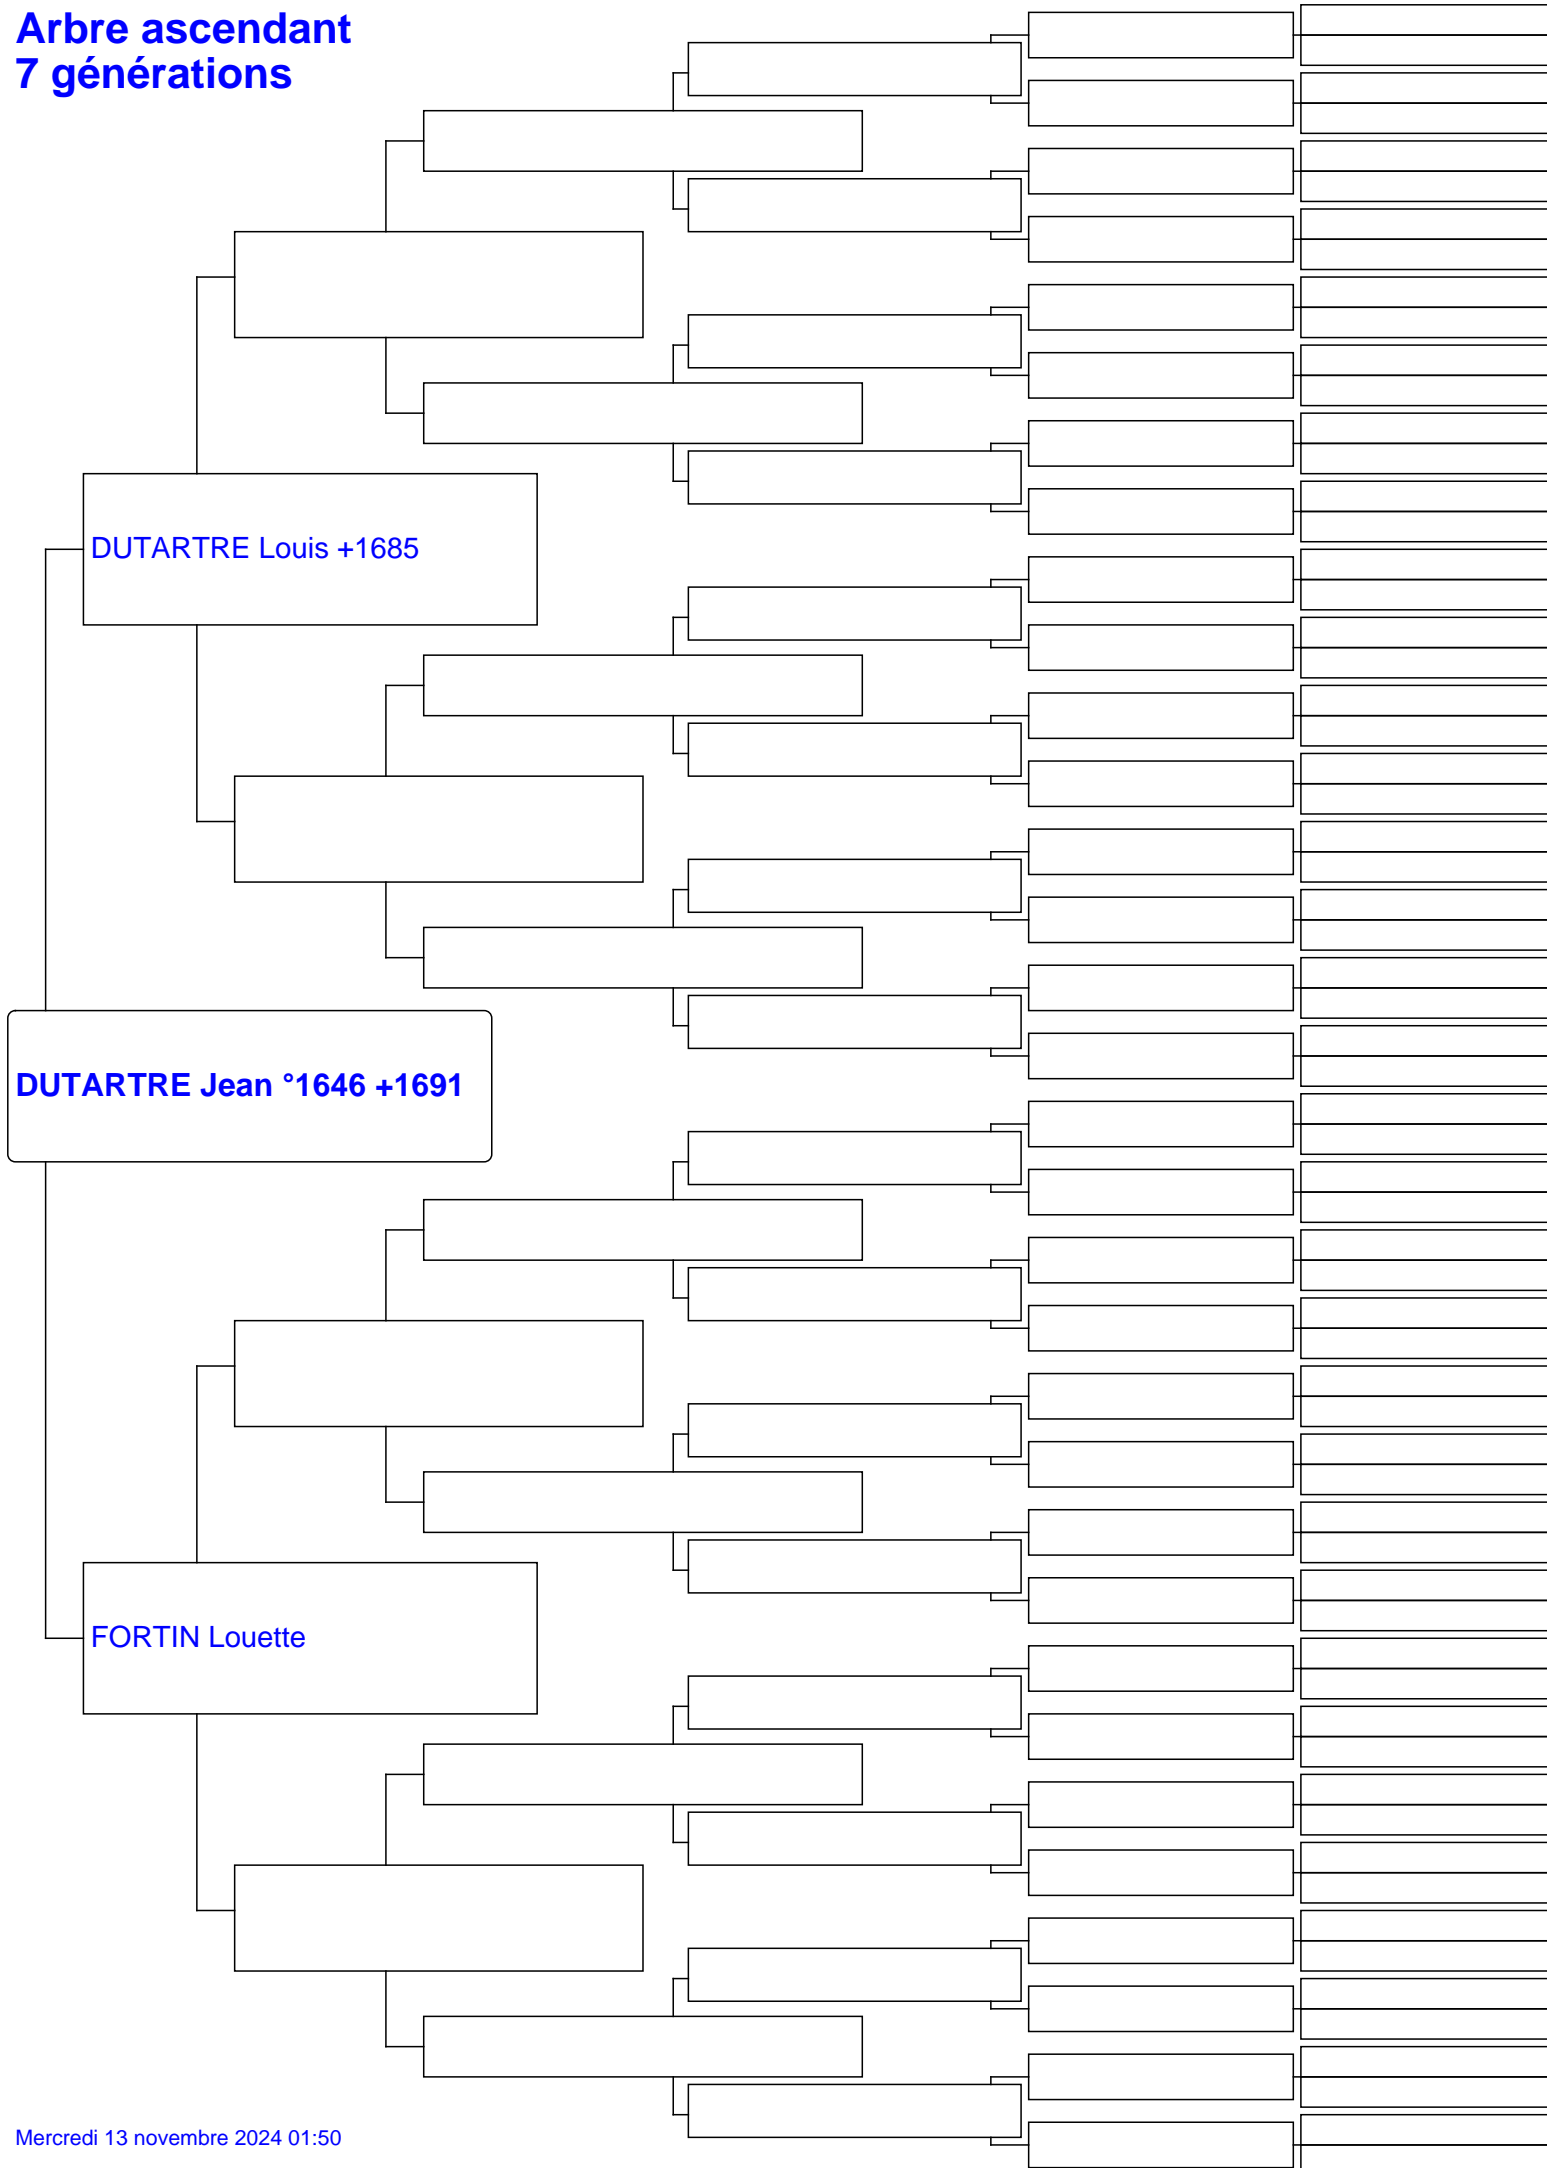 Arbre ascendant
7 générations
DUTARTRE Louis +1685
DUTARTRE Jean °1646 +1691
FORTIN Louette
Mercredi 13 novembre 2024 01:50